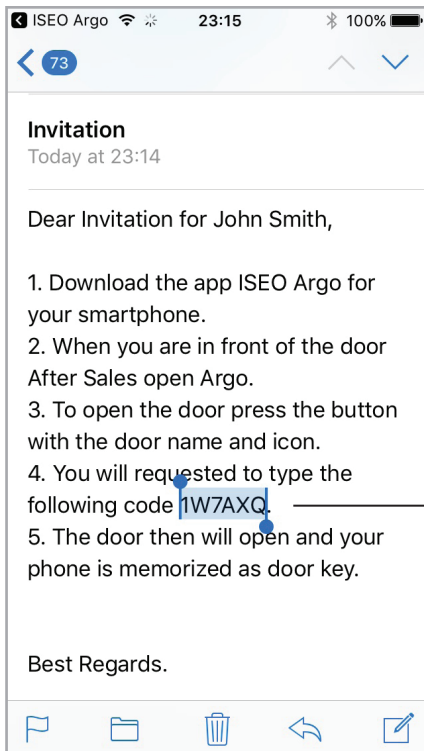 ISEO Argo 23:15 100%
73
Invitation
Today at 23:14
Dear Invitation for John Smith,
1. Download the app ISEO Argo for
your smartphone.
2. When you are in front of the door
After Sales open Argo.
3. To open the door press the button
with the door name and icon.
4. You will requested to type the
following code 1W7AXQ.
5. The door then will open and your
phone is memorized as door key.
Best Regards.